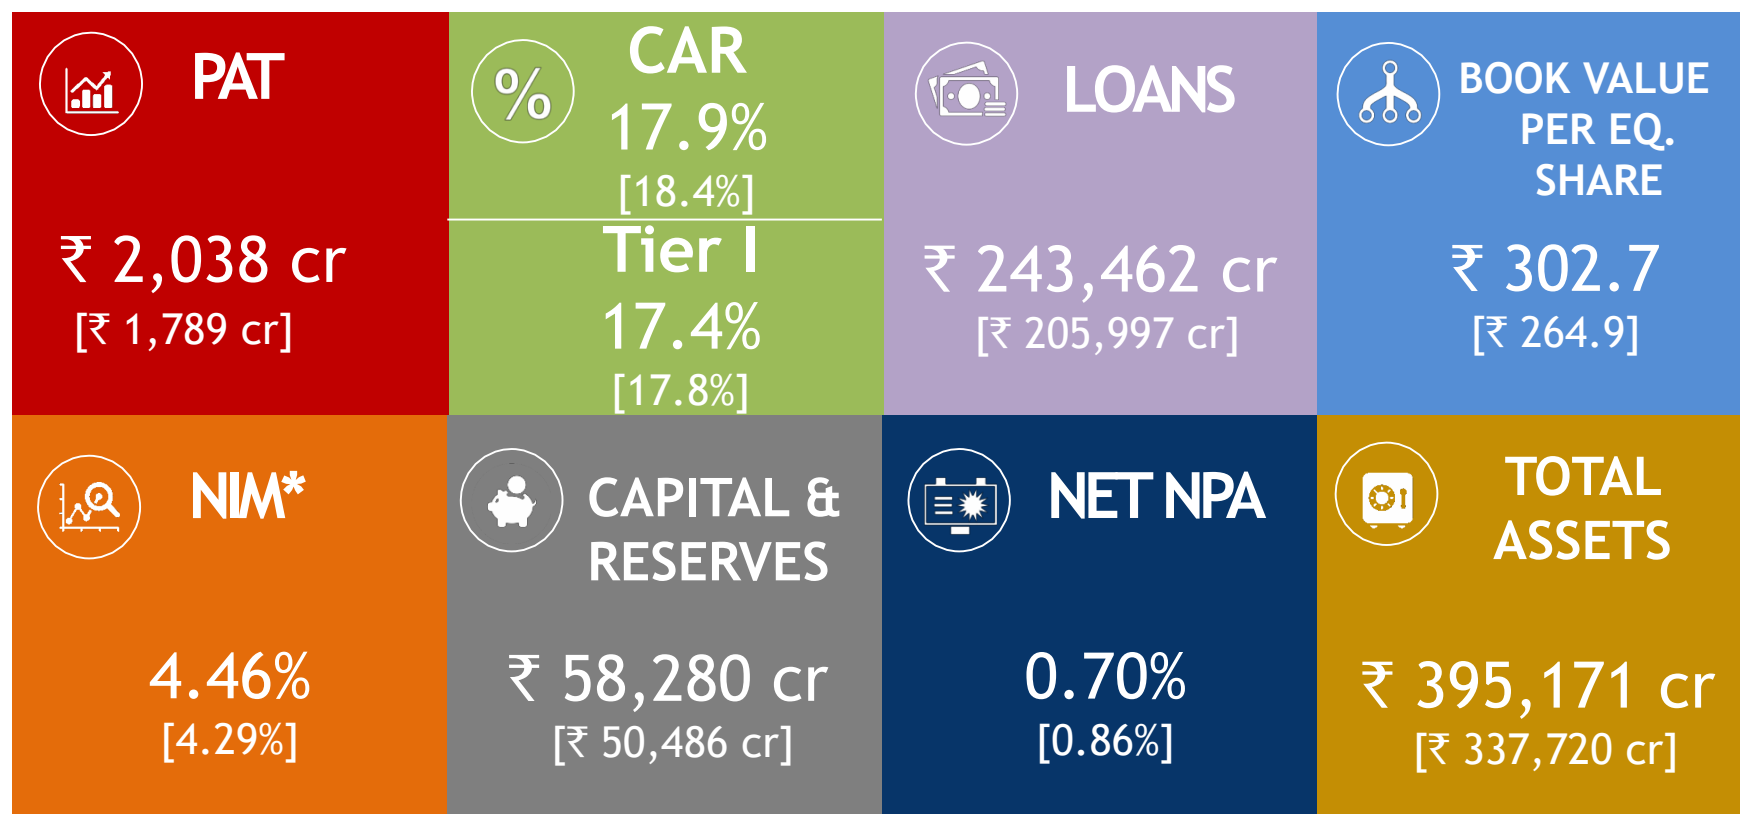 PAT
₹ 2,038 cr
[₹ 1,789 cr]
%
CAR
17.9%
[18.4%]
Tier I
17.4%
[17.8%]
LOANS
₹ 243,462 cr
[₹ 205,997 cr]
BOOK VALUE
PER EQ.
SHARE
₹ 302.7
[₹ 264.9]
NIM*
4.46%
[4.29%]
CAPITAL &
RESERVES
₹ 58,280 cr
[₹ 50,486 cr]
NET NPA
0.70%
[0.86%]
TOTAL
ASSETS
₹ 395,171 cr
[₹ 337,720 cr]